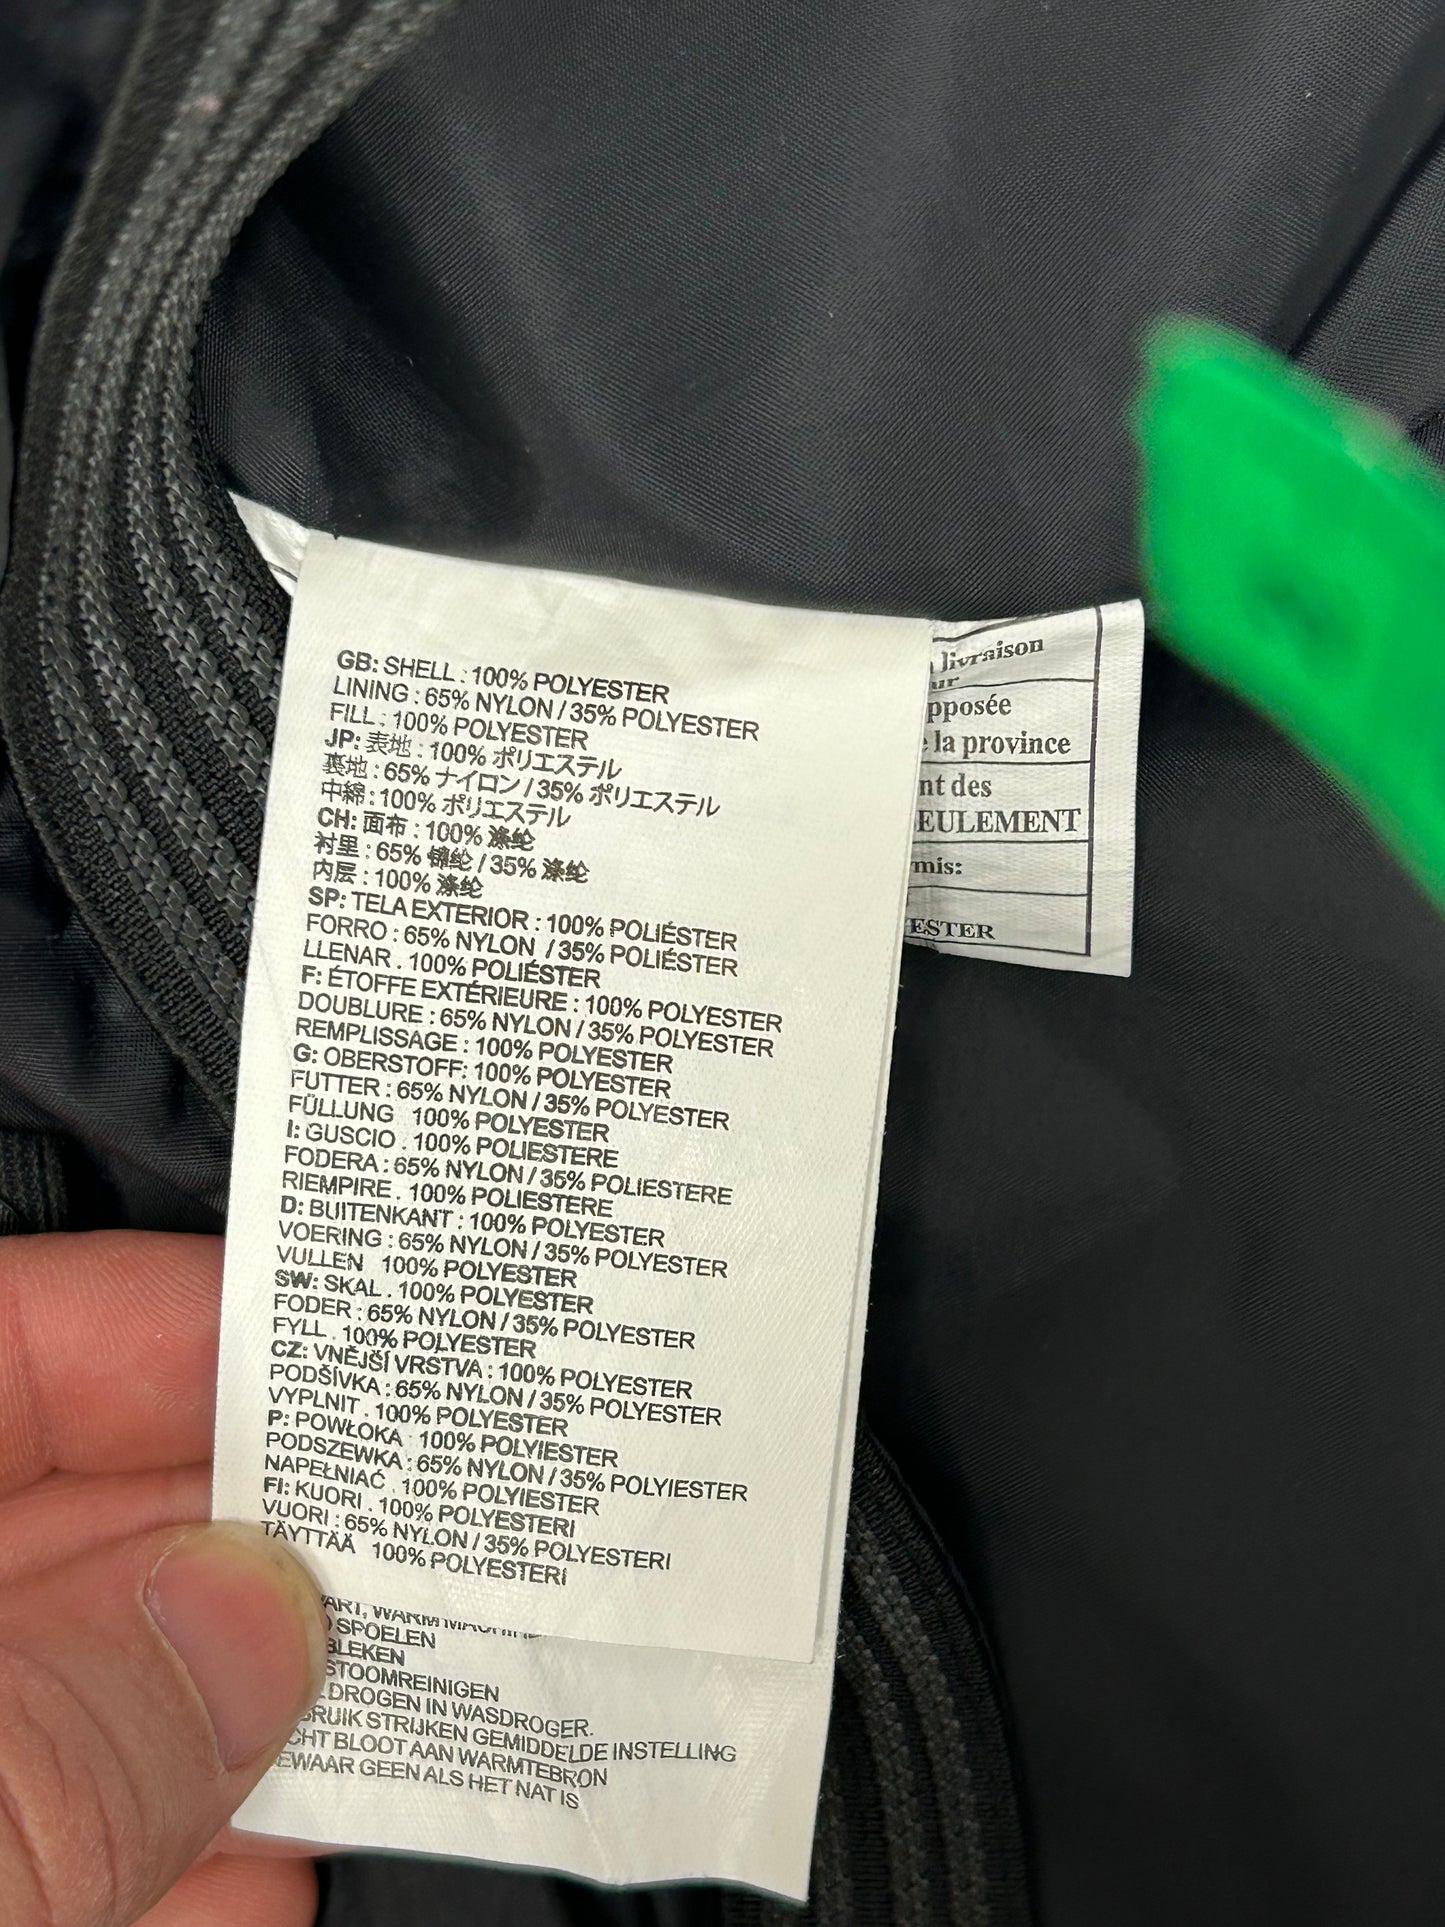 GB: SHELL : 100% POLYESTER
LINING : 65% NYLON / 35% POLYESTER
FILL : 100% POLYESTER
JP: 表地 : 100% ポリエステル
裏地 : 65% ナイロン / 35% ポリエステル
中綿 : 100% ポリエステル
CH: 面布 : 100% 涤纶
衬里 : 65% 锦纶 / 35% 涤纶
内层 : 100% 涤纶
SP: TELA EXTERIOR : 100% POLIÉSTER
FORRO : 65% NYLON / 35% POLIÉSTER
LLENAR . 100% POLIÉSTER
F: ÉTOFFE EXTÉRIEURE : 100% POLYESTER
DOUBLURE : 65% NYLON / 35% POLYESTER
REMPLISSAGE : 100% POLYESTER
G: OBERSTOFF: 100% POLYESTER
FUTTER : 65% NYLON / 35% POLYESTER
FÜLLUNG 100% POLYESTER
I: GUSCIO . 100% POLIESTERE
FODERA : 65% NYLON / 35% POLIESTERE
RIEMPIRE . 100% POLIESTERE
D: BUITENKANT : 100% POLYESTER
VOERING : 65% NYLON / 35% POLYESTER
VULLEN 100% POLYESTER
SW: SKAL . 100% POLYESTER
FODER : 65% NYLON / 35% POLYESTER
FYLL . 100% POLYESTER
CZ: VNĚJŠÍ VRSTVA : 100% POLYESTER
PODŠÍVKA : 65% NYLON / 35% POLYESTER
VYPLNIT . 100% POLYESTER
P: POWŁOKA : 100% POLYIESTER
PODSZEWKA : 65% NYLON / 35% POLYIESTER
NAPEŁNIAĆ . 100% POLYIESTER
FI: KUORI . 100% POLYESTERI
VUORI : 65% NYLON / 35% POLYESTERI
TÄYTTÄÄ 100% POLYESTERI
SPOELEN
BLEKEN
STOOMREINIGEN
DROGEN IN WASDROGER.
BRUIK STRIJKEN GEMIDDELDE INSTELLING
CHT BLOOT AAN WARMTEBRON
EWAAR GEEN ALS HET NAT IS
livraison
ur
pposée
la province
nt des
EULEMENT
mis:
ESTER